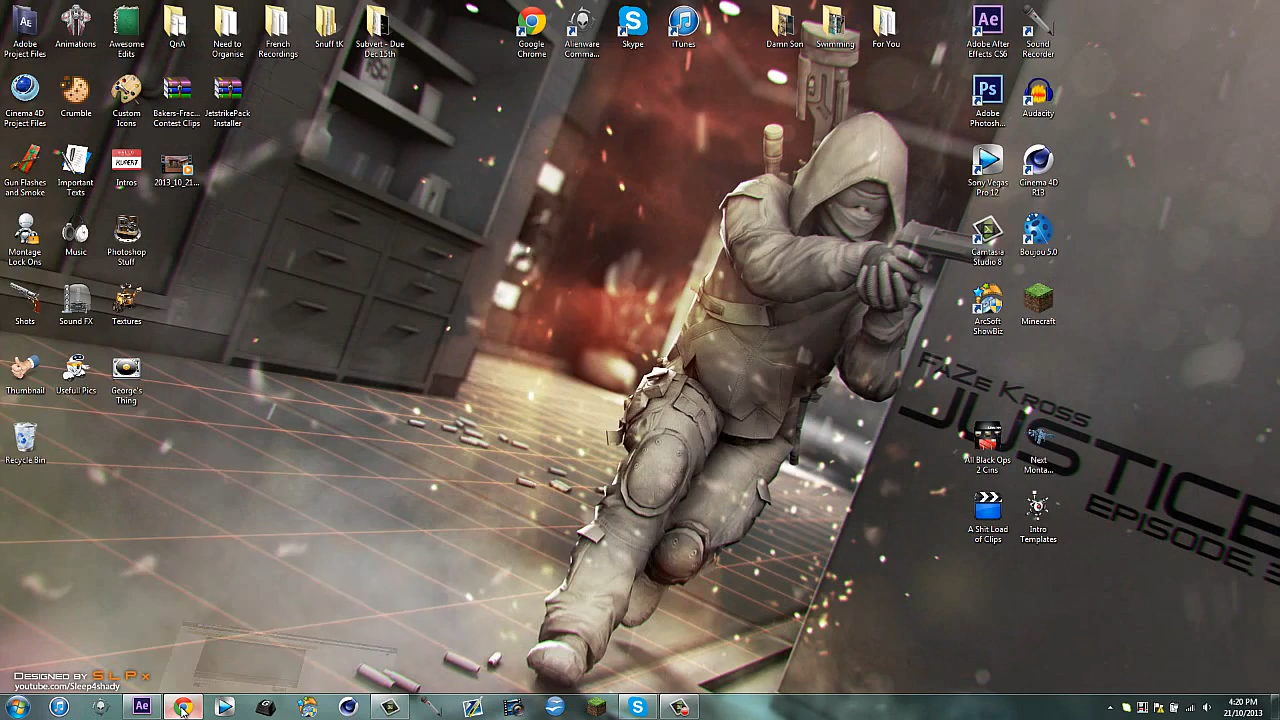 Adobe Project Files
Animations
Awesome Edits
QnA
Need to Organise
French Recordings
Snuff tK
Subvert - Due Dec 15th
Google Chrome
Alienware Comma...
Skype
iTunes
Damn Son
Swimming
For You
Adobe After Effects CS6
Sound Recorder
Cinema 4D Project Files
Crumble
Custom Icons
Bakers-Frac... Contest Clips
JetstrikePack Installer
Adobe Photosh...
Audacity
Gun Flashes and Smoke
Important Texts
Intros
2013_10_21...
Sony Vegas Pro 12
Cinema 4D R13
Montage Lock Ons
Music
Photoshop Stuff
Camtasia Studio 8
Boujou 5.0
Shots
Sound FX
Textures
ArcSoft ShowBiz
Minecraft
Thumbnail
Usefull Pics
George's Thing
Recycle Bin
All Black Ops 2 Cins
Next Monta...
A Shit Load of Clips
Intro Templates
FaZe Kross
JUSTICE
EPISODE 3
Designed by SLPx
youtube.com/Sleep4shady
4:20 PM
21/10/2013